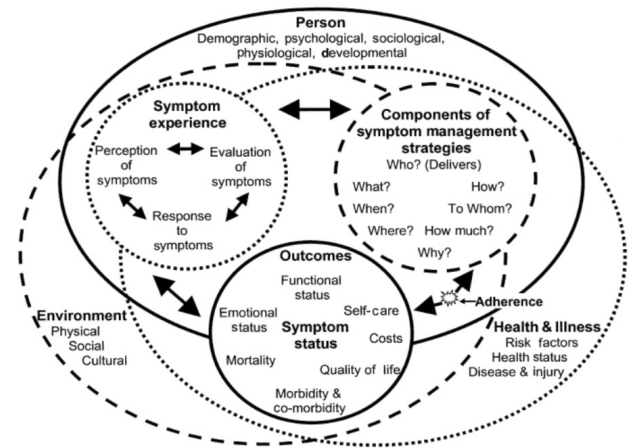 Person
Demographic, psychological, sociological,
physiological, developmental
Symptom
experience
Perception
of
symptoms
Evaluation
of
symptoms
Response
to
symptoms
Components of
symptom management
strategies
Who? (Delivers)
What?
How?
When?
To Whom?
Where?
How much?
Why?
Outcomes
Functional
status
Emotional
status
Self-care
Symptom
status
Costs
Mortality
Quality of life
Morbidity &
co-morbidity
Adherence
Environment
Physical
Social
Cultural
Health & Illness
Risk factors
Health status
Disease & injury